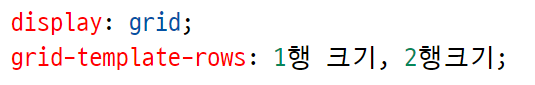 display: grid;
grid-template-rows: 1행 크기, 2행크기;